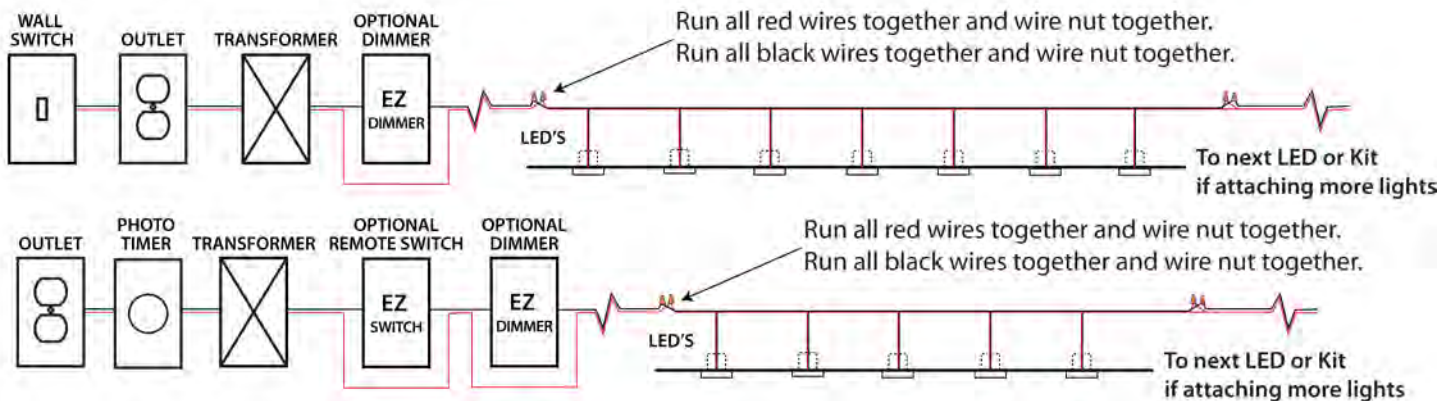 WALL
SWITCH
OUTLET
TRANSFORMER
OPTIONAL
DIMMER
EZ
DIMMER
Run all red wires together and wire nut together.
Run all black wires together and wire nut together.
LED'S
To next LED or Kit
if attaching more lights
OUTLET
PHOTO
TIMER
TRANSFORMER
OPTIONAL
REMOTE SWITCH
EZ
SWITCH
OPTIONAL
DIMMER
EZ
DIMMER
Run all red wires together and wire nut together.
Run all black wires together and wire nut together.
LED'S
To next LED or Kit
if attaching more lights